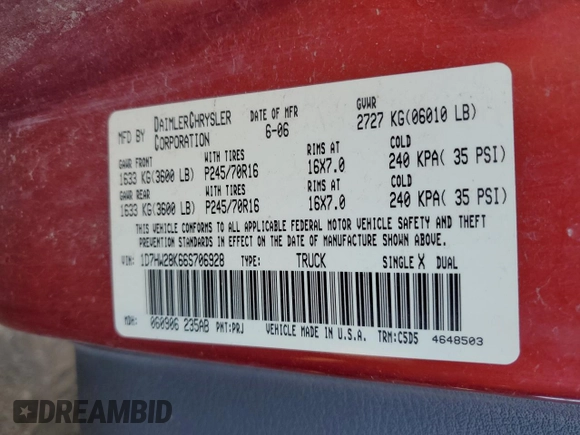 MFD BY DAIMLERCHRYSLER CORPORATION
DATE OF MFR 6-06
GVWR 2727 KG(06010 LB)
GAWR FRONT WITH TIRES RIMS AT COLD
1633 KG(3600 LB) P245/70R16 16X7.0 240 KPA( 35 PSI)
GAWR REAR WITH TIRES RIMS AT COLD
1633 KG(3600 LB) P245/70R16 16X7.0 240 KPA( 35 PSI)
THIS VEHICLE CONFORMS TO ALL APPLICABLE FEDERAL MOTOR VEHICLE SAFETY AND THEFT
PREVENTION STANDARDS IN EFFECT ON THE DATE OF MANUFACTURE SHOWN ABOVE.
VIN: 1D7HW28K66S706928 TYPE: TRUCK SINGLE X DUAL
MDH: 060906 235AB PNT:PRJ VEHICLE MADE IN U.S.A. TRM:C5D5 4648503
DREAMBID